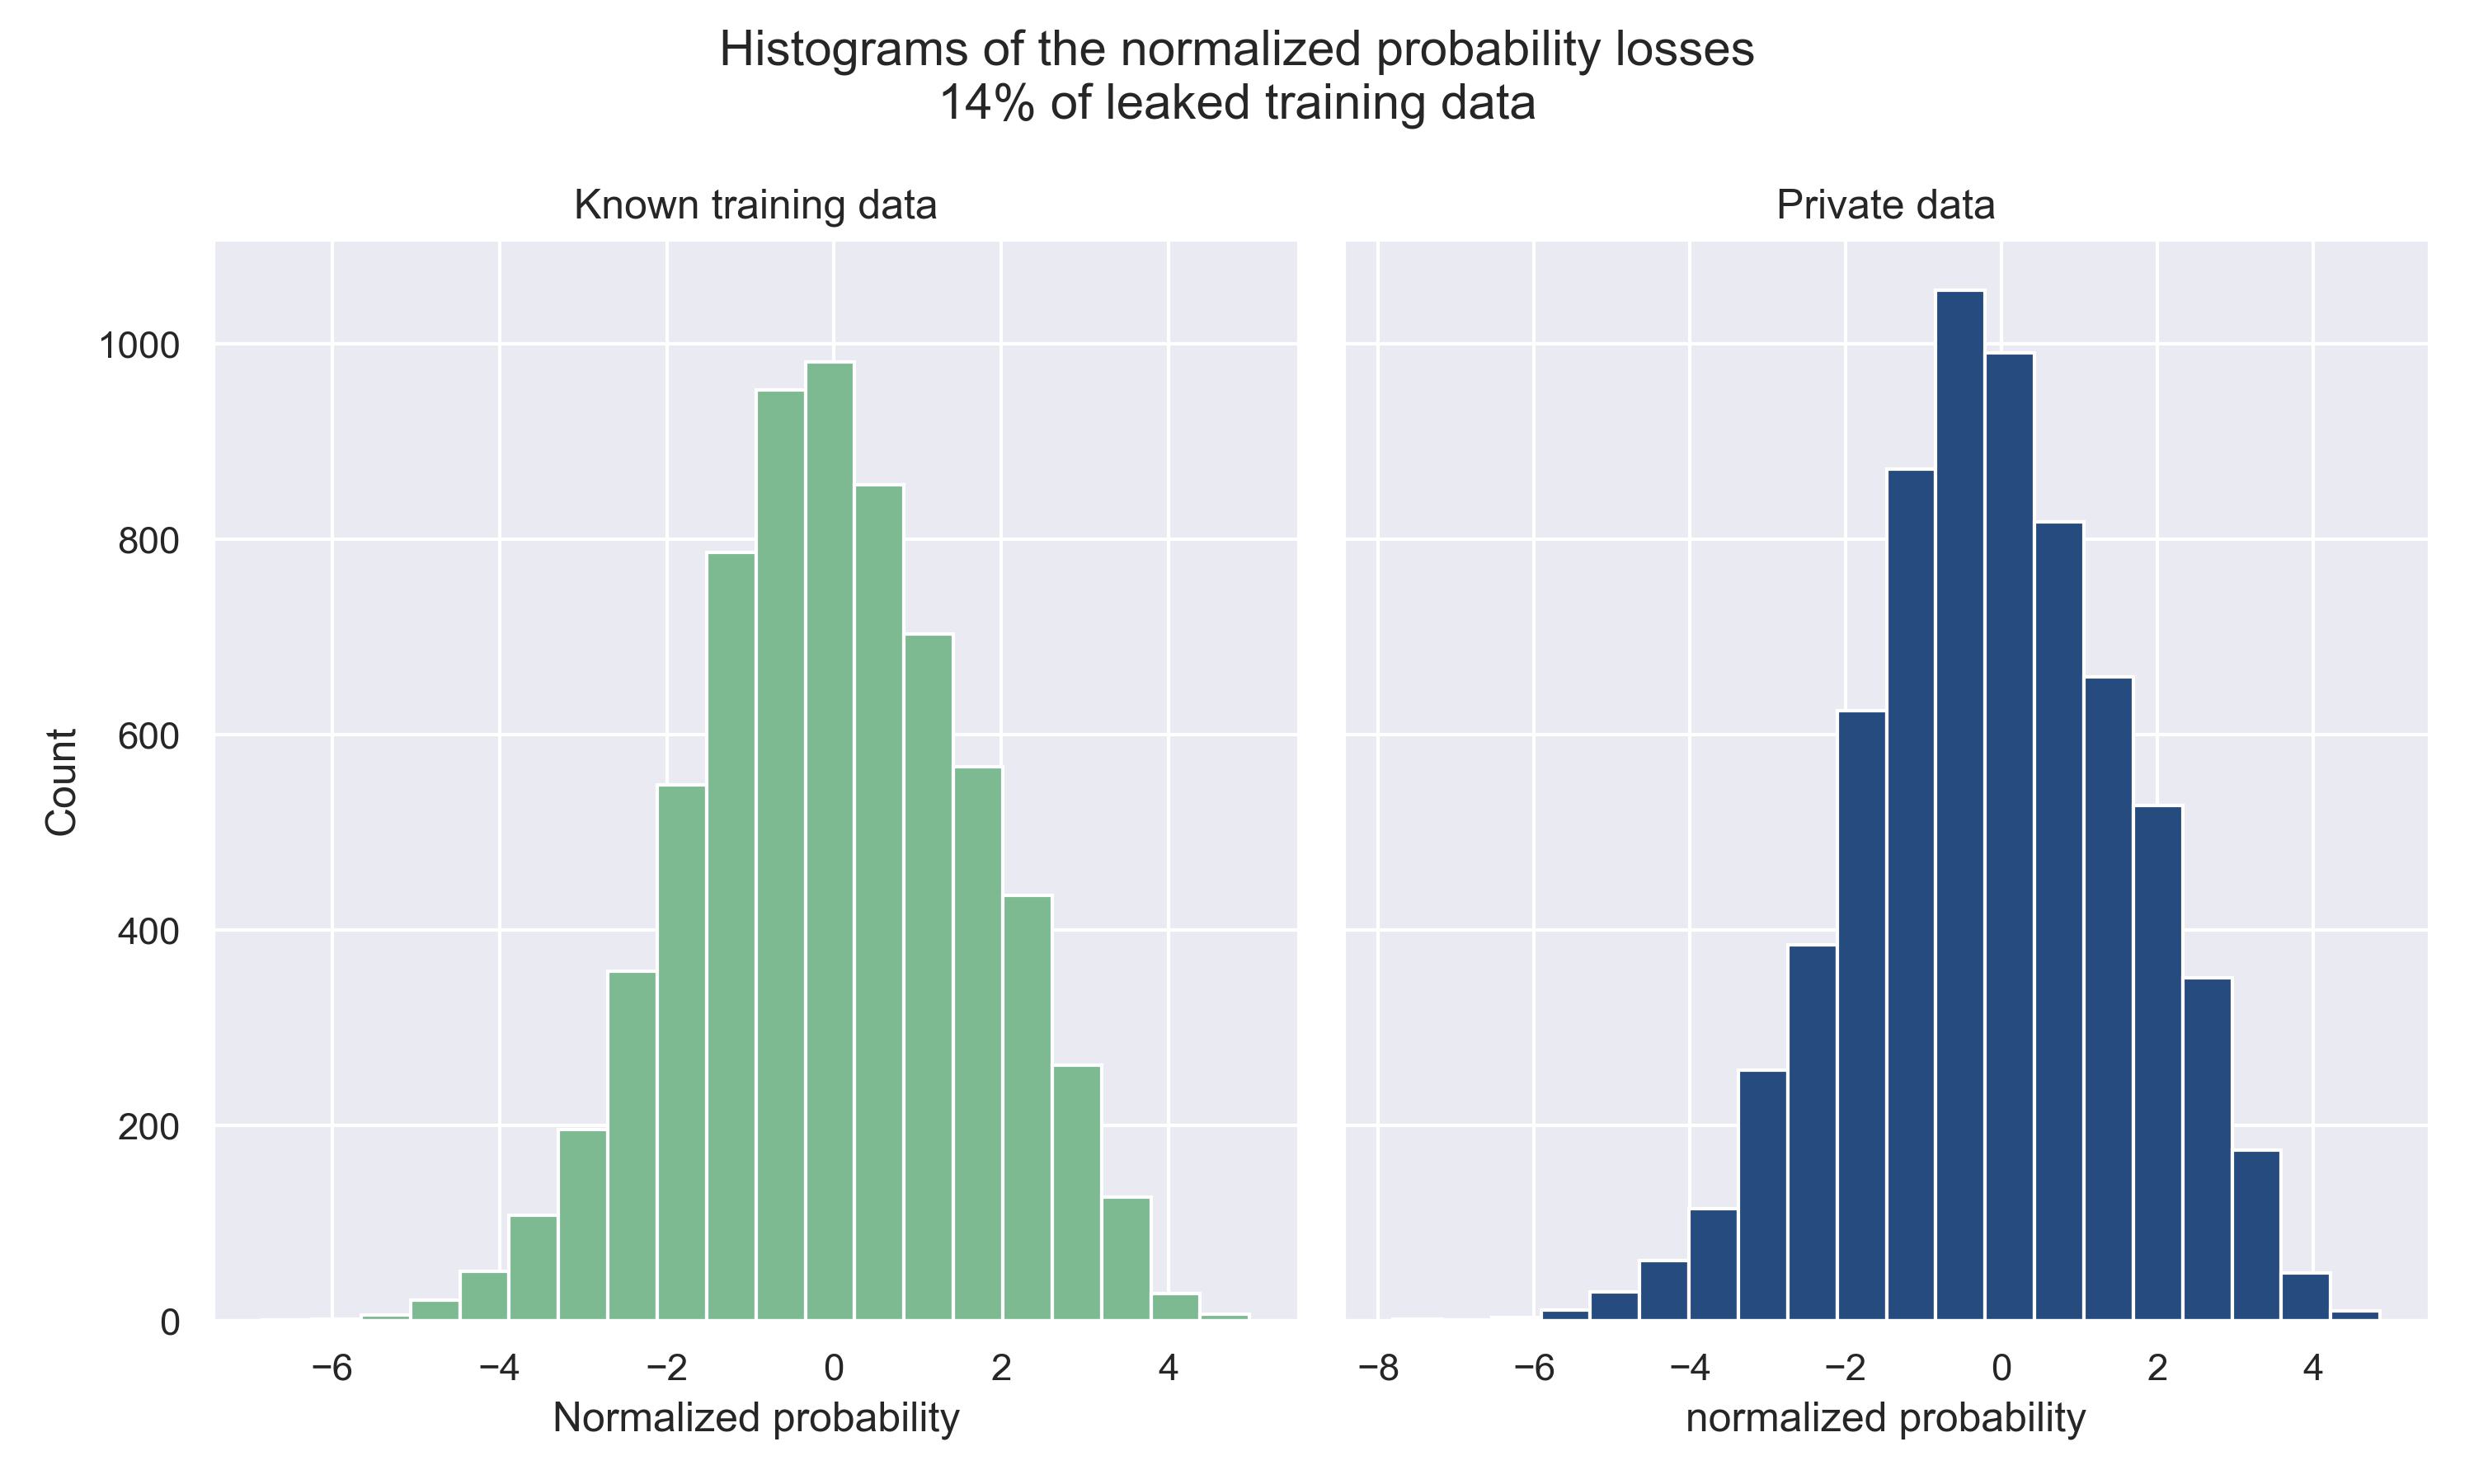 Histograms of the normalized probability losses
14% of leaked training data
Known training data
Private data
Count
1000
800
600
400
200
0
−6 −4 −2 0 2 4
Normalized probability
−8 −6 −4 −2 0 2 4
normalized probability